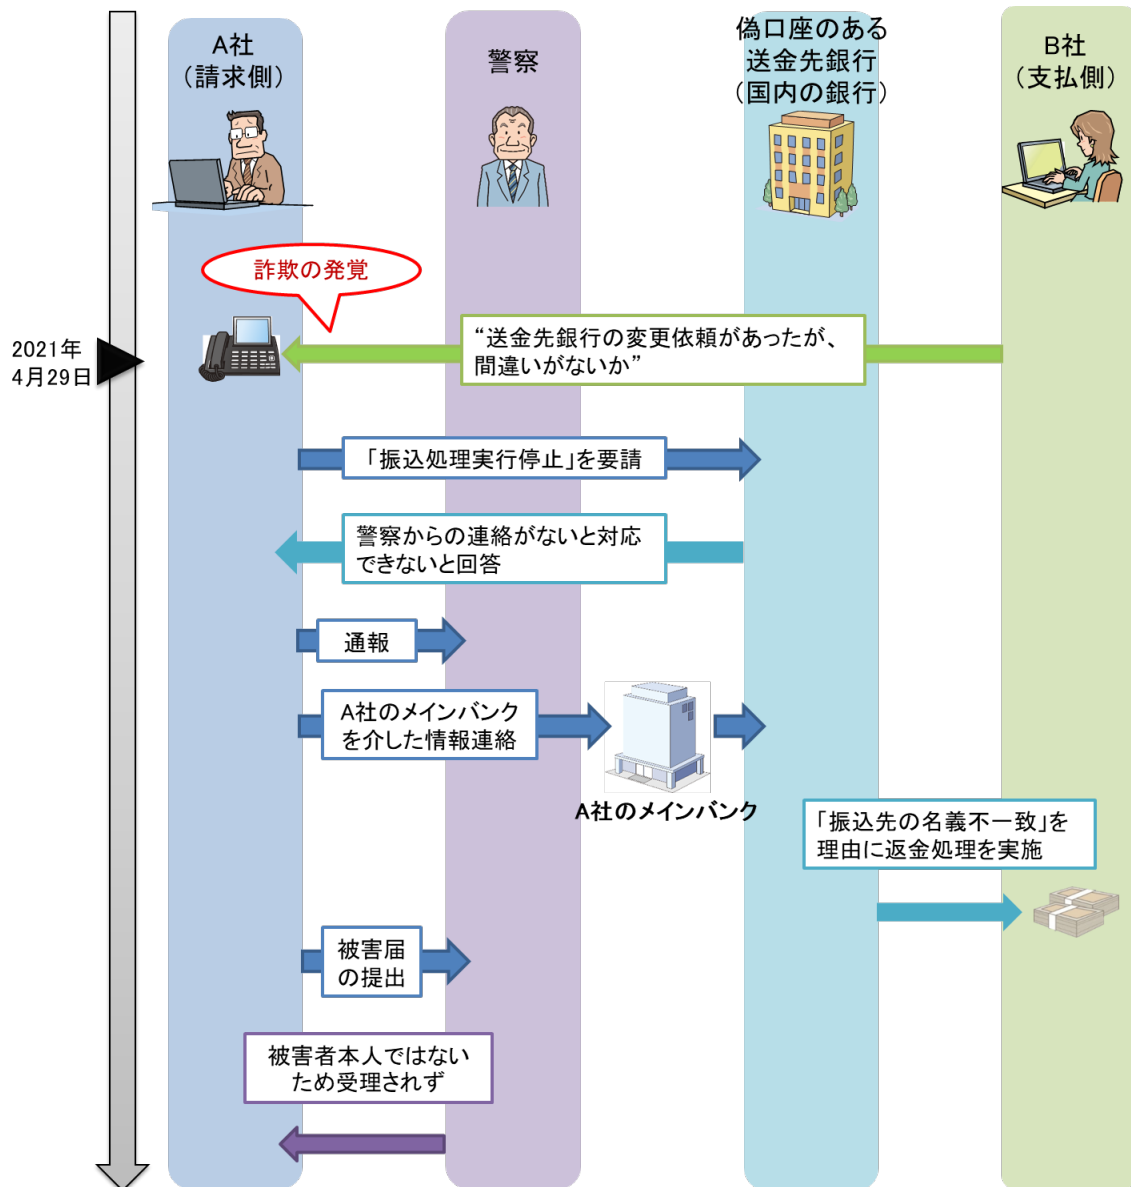 A社
（請求側）
警察
偽口座のある
送金先銀行
（国内の銀行）
B社
（支払側）
詐欺の発覚
2021年
4月29日
“送金先銀行の変更依頼があったが、
間違いがないか”
「振込処理実行停止」を要請
警察からの連絡がないと対応
できないと回答
通報
A社のメインバンク
を介した情報連絡
A社のメインバンク
「振込先の名義不一致」を
理由に返金処理を実施
被害届
の提出
被害者本人ではない
ため受理されず